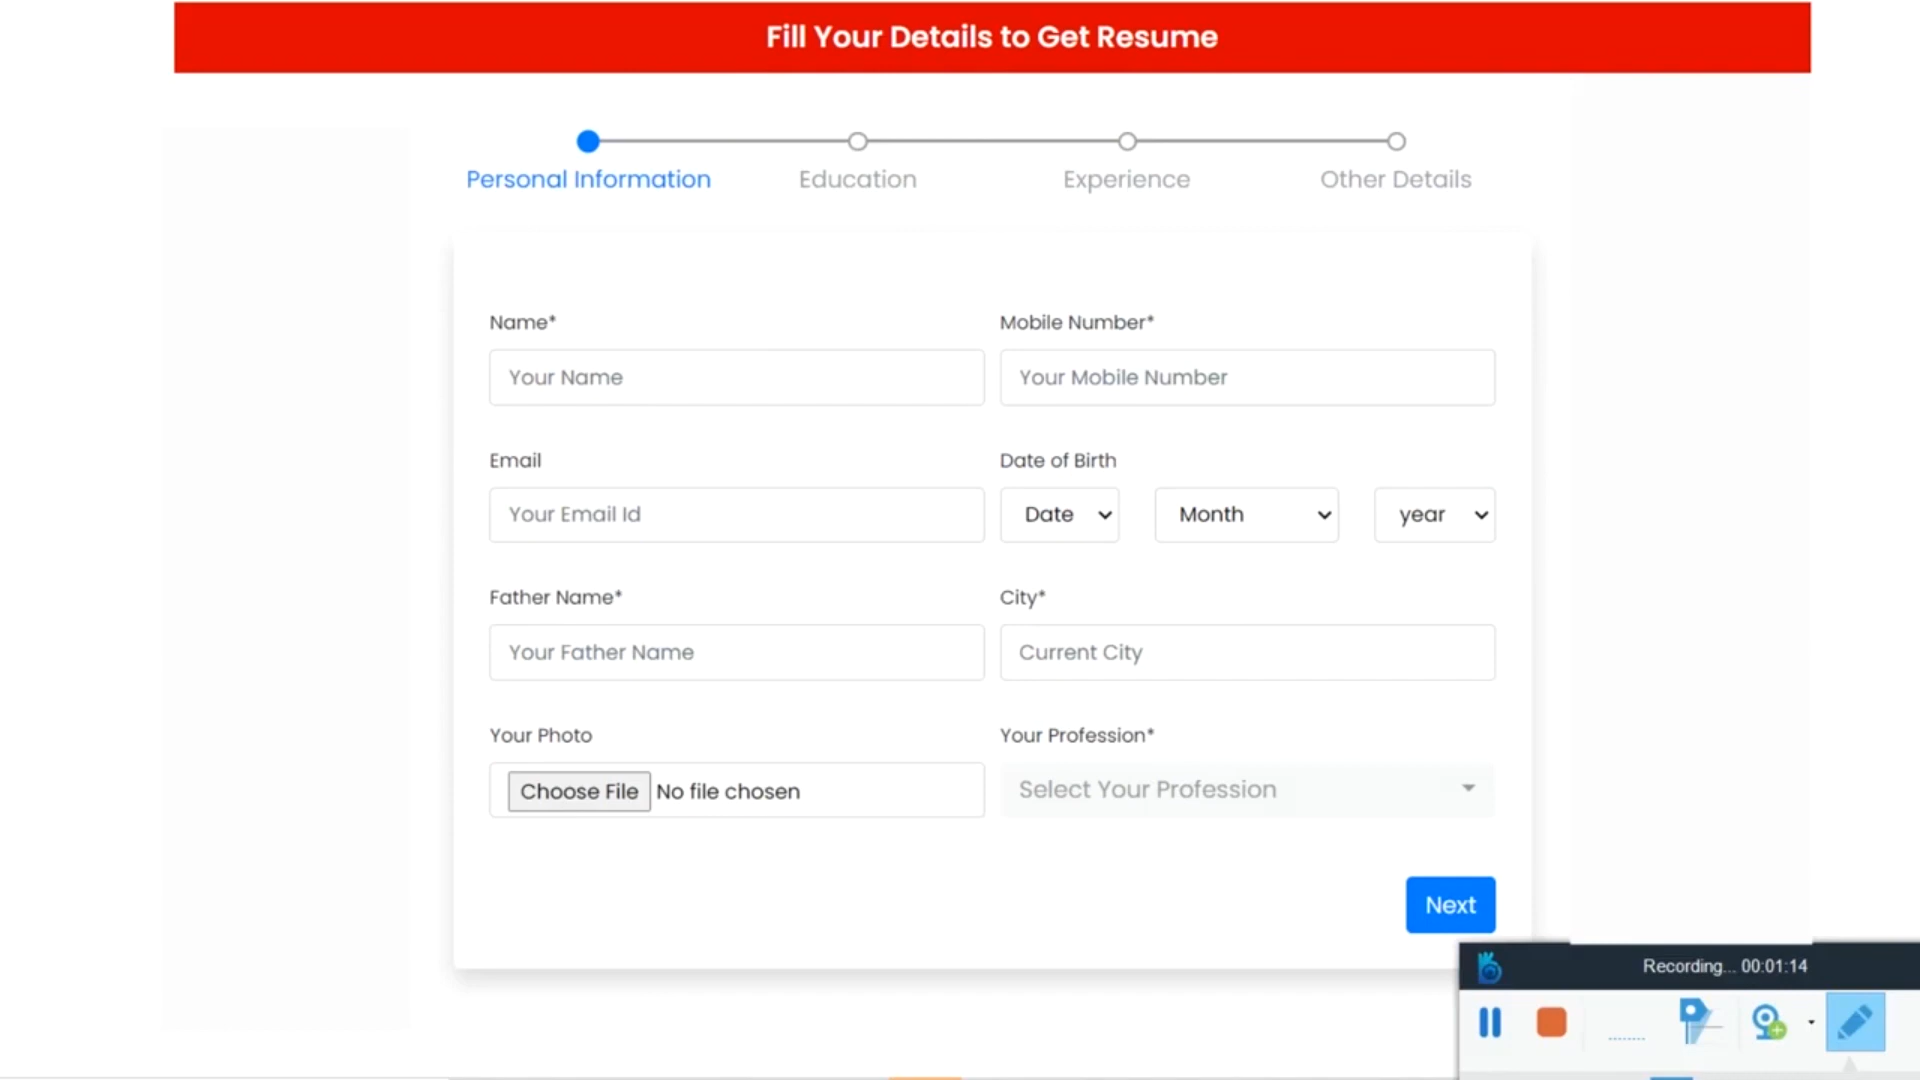 Fill Your Details to Get Resume
Personal Information Education Experience Other Details
Name* Mobile Number*
Your Name Your Mobile Number
Email Date of Birth
Your Email Id Date Month year
Father Name* City*
Your Father Name Current City
Your Photo Your Profession*
Choose File No file chosen Select Your Profession
Next
Recording... 00:01:14